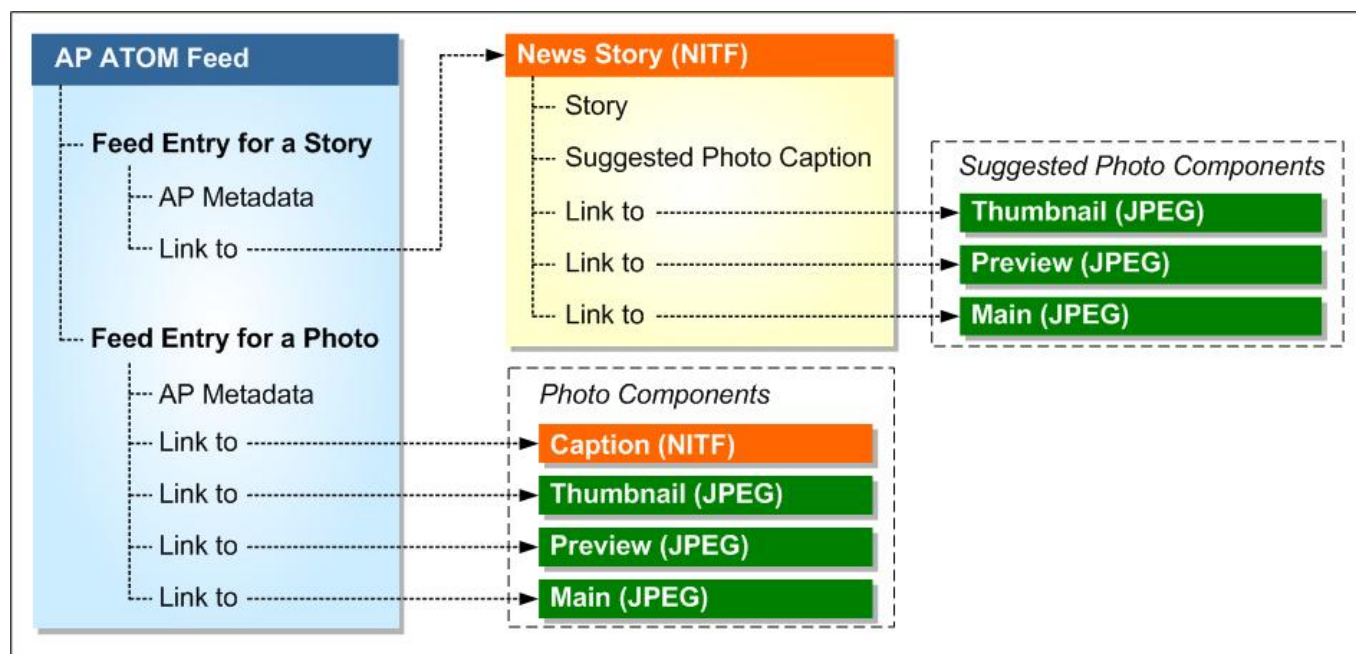 AP ATOM Feed
Feed Entry for a Story
AP Metadata
Link to
Feed Entry for a Photo
AP Metadata
Link to
Link to
Link to
Link to
News Story (NITF)
Story
Suggested Photo Caption
Link to
Link to
Link to
Suggested Photo Components
Thumbnail (JPEG)
Preview (JPEG)
Main (JPEG)
Photo Components
Caption (NITF)
Thumbnail (JPEG)
Preview (JPEG)
Main (JPEG)